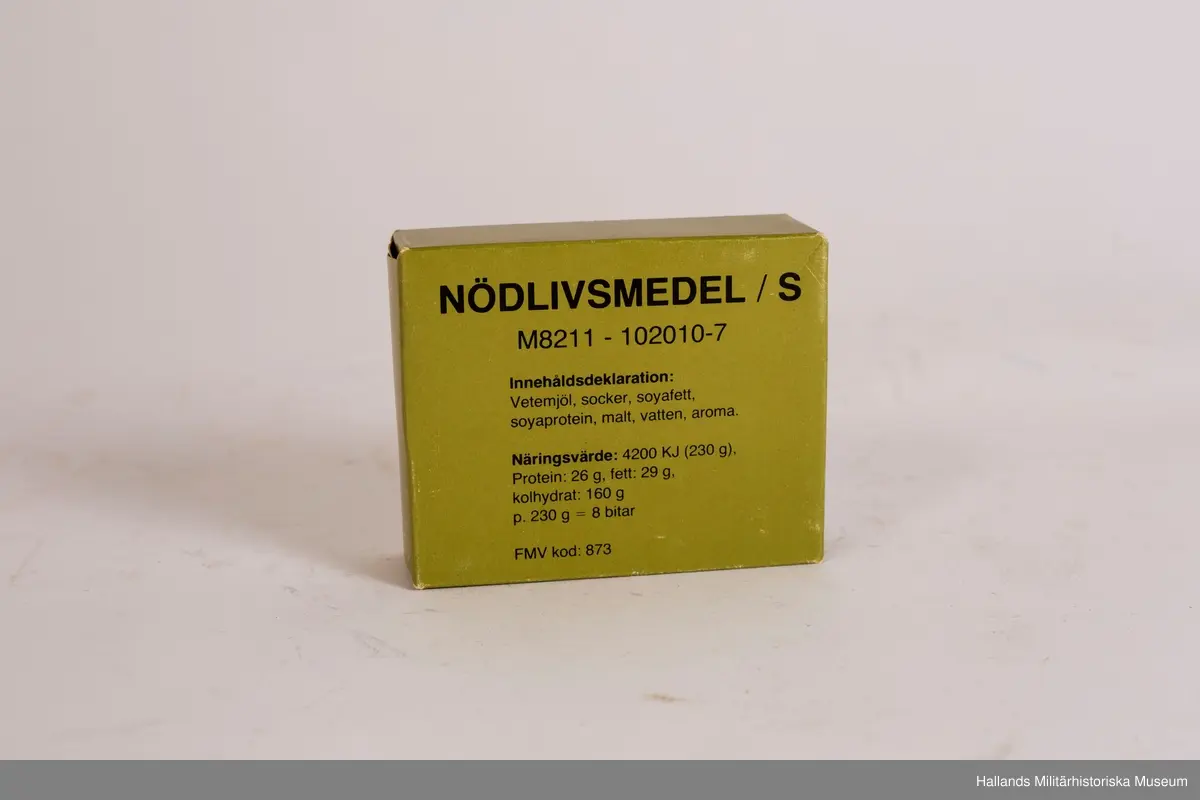 NÖDLIVSMEDEL / S
M8211 - 102010-7
Innehåldsdeklaration:
Vetemjöl, socker, soyafett,
soyaprotein, malt, vatten, aroma.
Näringsvärde: 4200 KJ (230 g),
Protein: 26 g, fett: 29 g,
kolhydrat: 160 g
p. 230 g = 8 bitar
FMV kod: 873
Hallands Militärhistoriska Museum